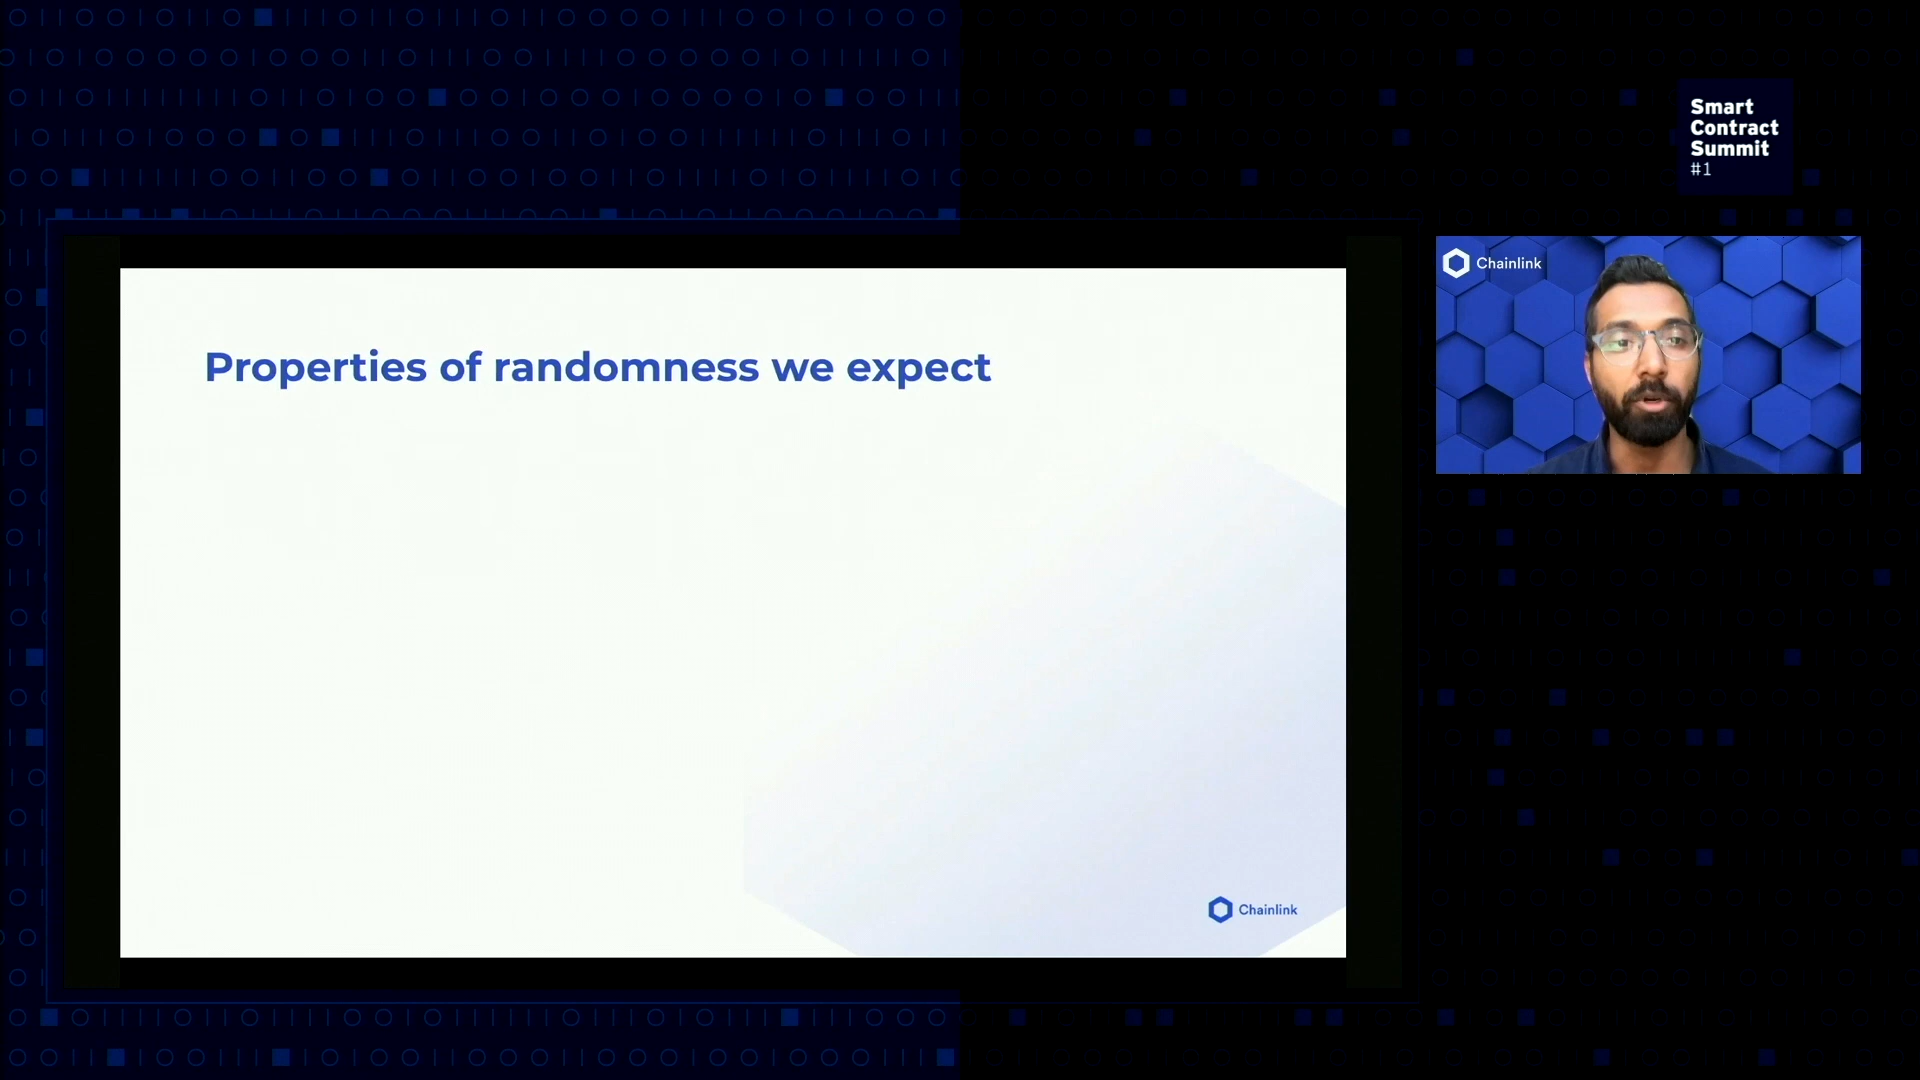 Smart
Contract
Summit
#1
Chainlink
Properties of randomness we expect
Chainlink